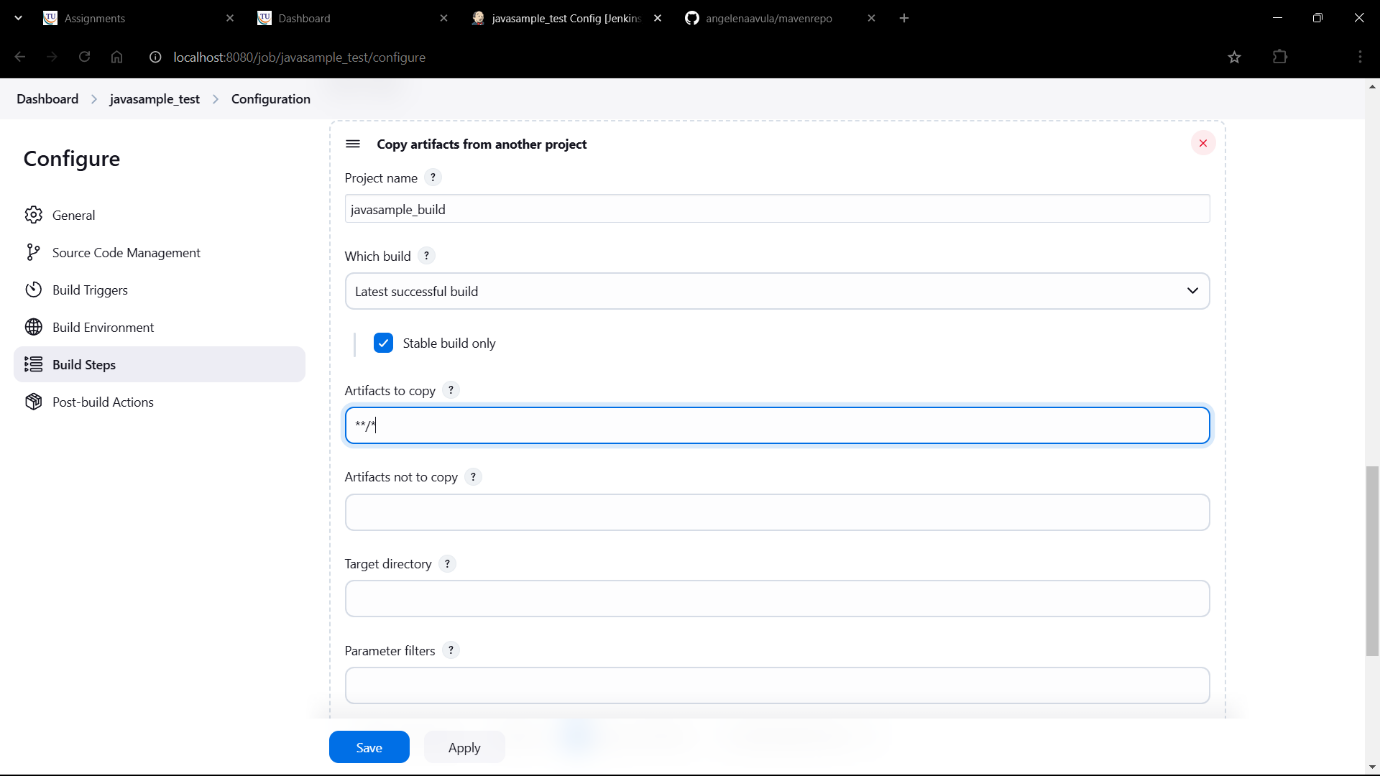 Assignments
Dashboard
javasample_test Config [Jenkins
angelenaavula/mavenrepo
localhost:8080/job/javasample_test/configure
Dashboard > javasample_test > Configuration
Configure
General
Source Code Management
Build Triggers
Build Environment
Build Steps
Post-build Actions
Copy artifacts from another project
Project name ?
javasample_build
Which build ?
Latest successful build
Stable build only
Artifacts to copy ?
**/*
Artifacts not to copy ?
Target directory ?
Parameter filters ?
Save
Apply